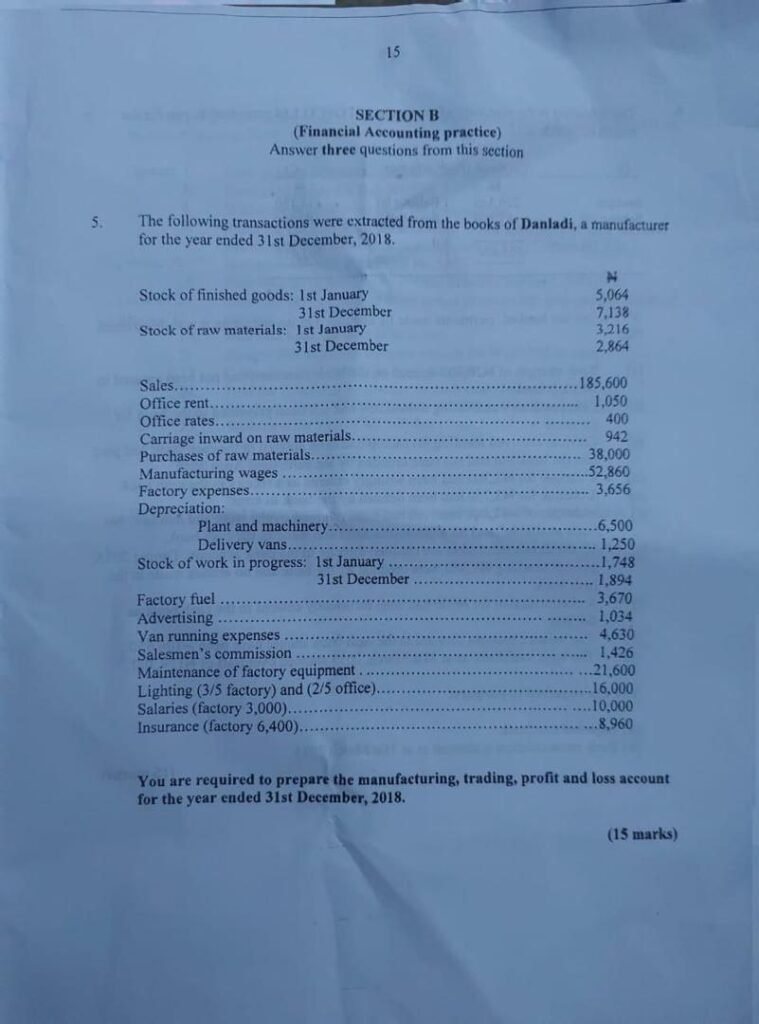 15
SECTION B
(Financial Accounting practice)
Answer three questions from this section
5. The following transactions were extracted from the books of Danladi, a manufacturer
for the year ended 31st December, 2018.
₦
Stock of finished goods: 1st January 5,064
31st December 7,138
Stock of raw materials: 1st January 3,216
31st December 2,864
Sales.......................................................................185,600
Office rent................................................................ 1,050
Office rates............................................................... 400
Carriage inward on raw materials........................................ 942
Purchases of raw materials............................................... 38,000
Manufacturing wages ....................................................52,860
Factory expenses.......................................................... 3,656
Depreciation:
Plant and machinery..................................................6,500
Delivery vans.......................................................... 1,250
Stock of work in progress: 1st January ...................................1,748
31st December ................................. 1,894
Factory fuel ............................................................. 3,670
Advertising .............................................................. 1,034
Van running expenses ................................................... 4,630
Salesmen's commission .................................................. 1,426
Maintenance of factory equipment .......................................21,600
Lighting (3/5 factory) and (2/5 office)....................................16,000
Salaries (factory 3,000)...................................................10,000
Insurance (factory 6,400)..................................................8,960
You are required to prepare the manufacturing, trading, profit and loss account
for the year ended 31st December, 2018.
(15 marks)